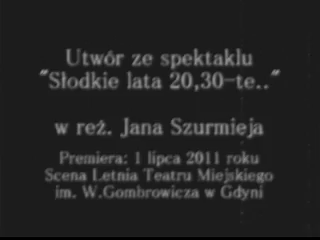 Utwór ze spektaklu
"Słodkie lata 20,30-te.."
w reż. Jana Szurmieja
Premiera: 1 lipca 2011 roku
Scena Letnia Teatru Miejskiego
im. W.Gombrowicza w Gdyni